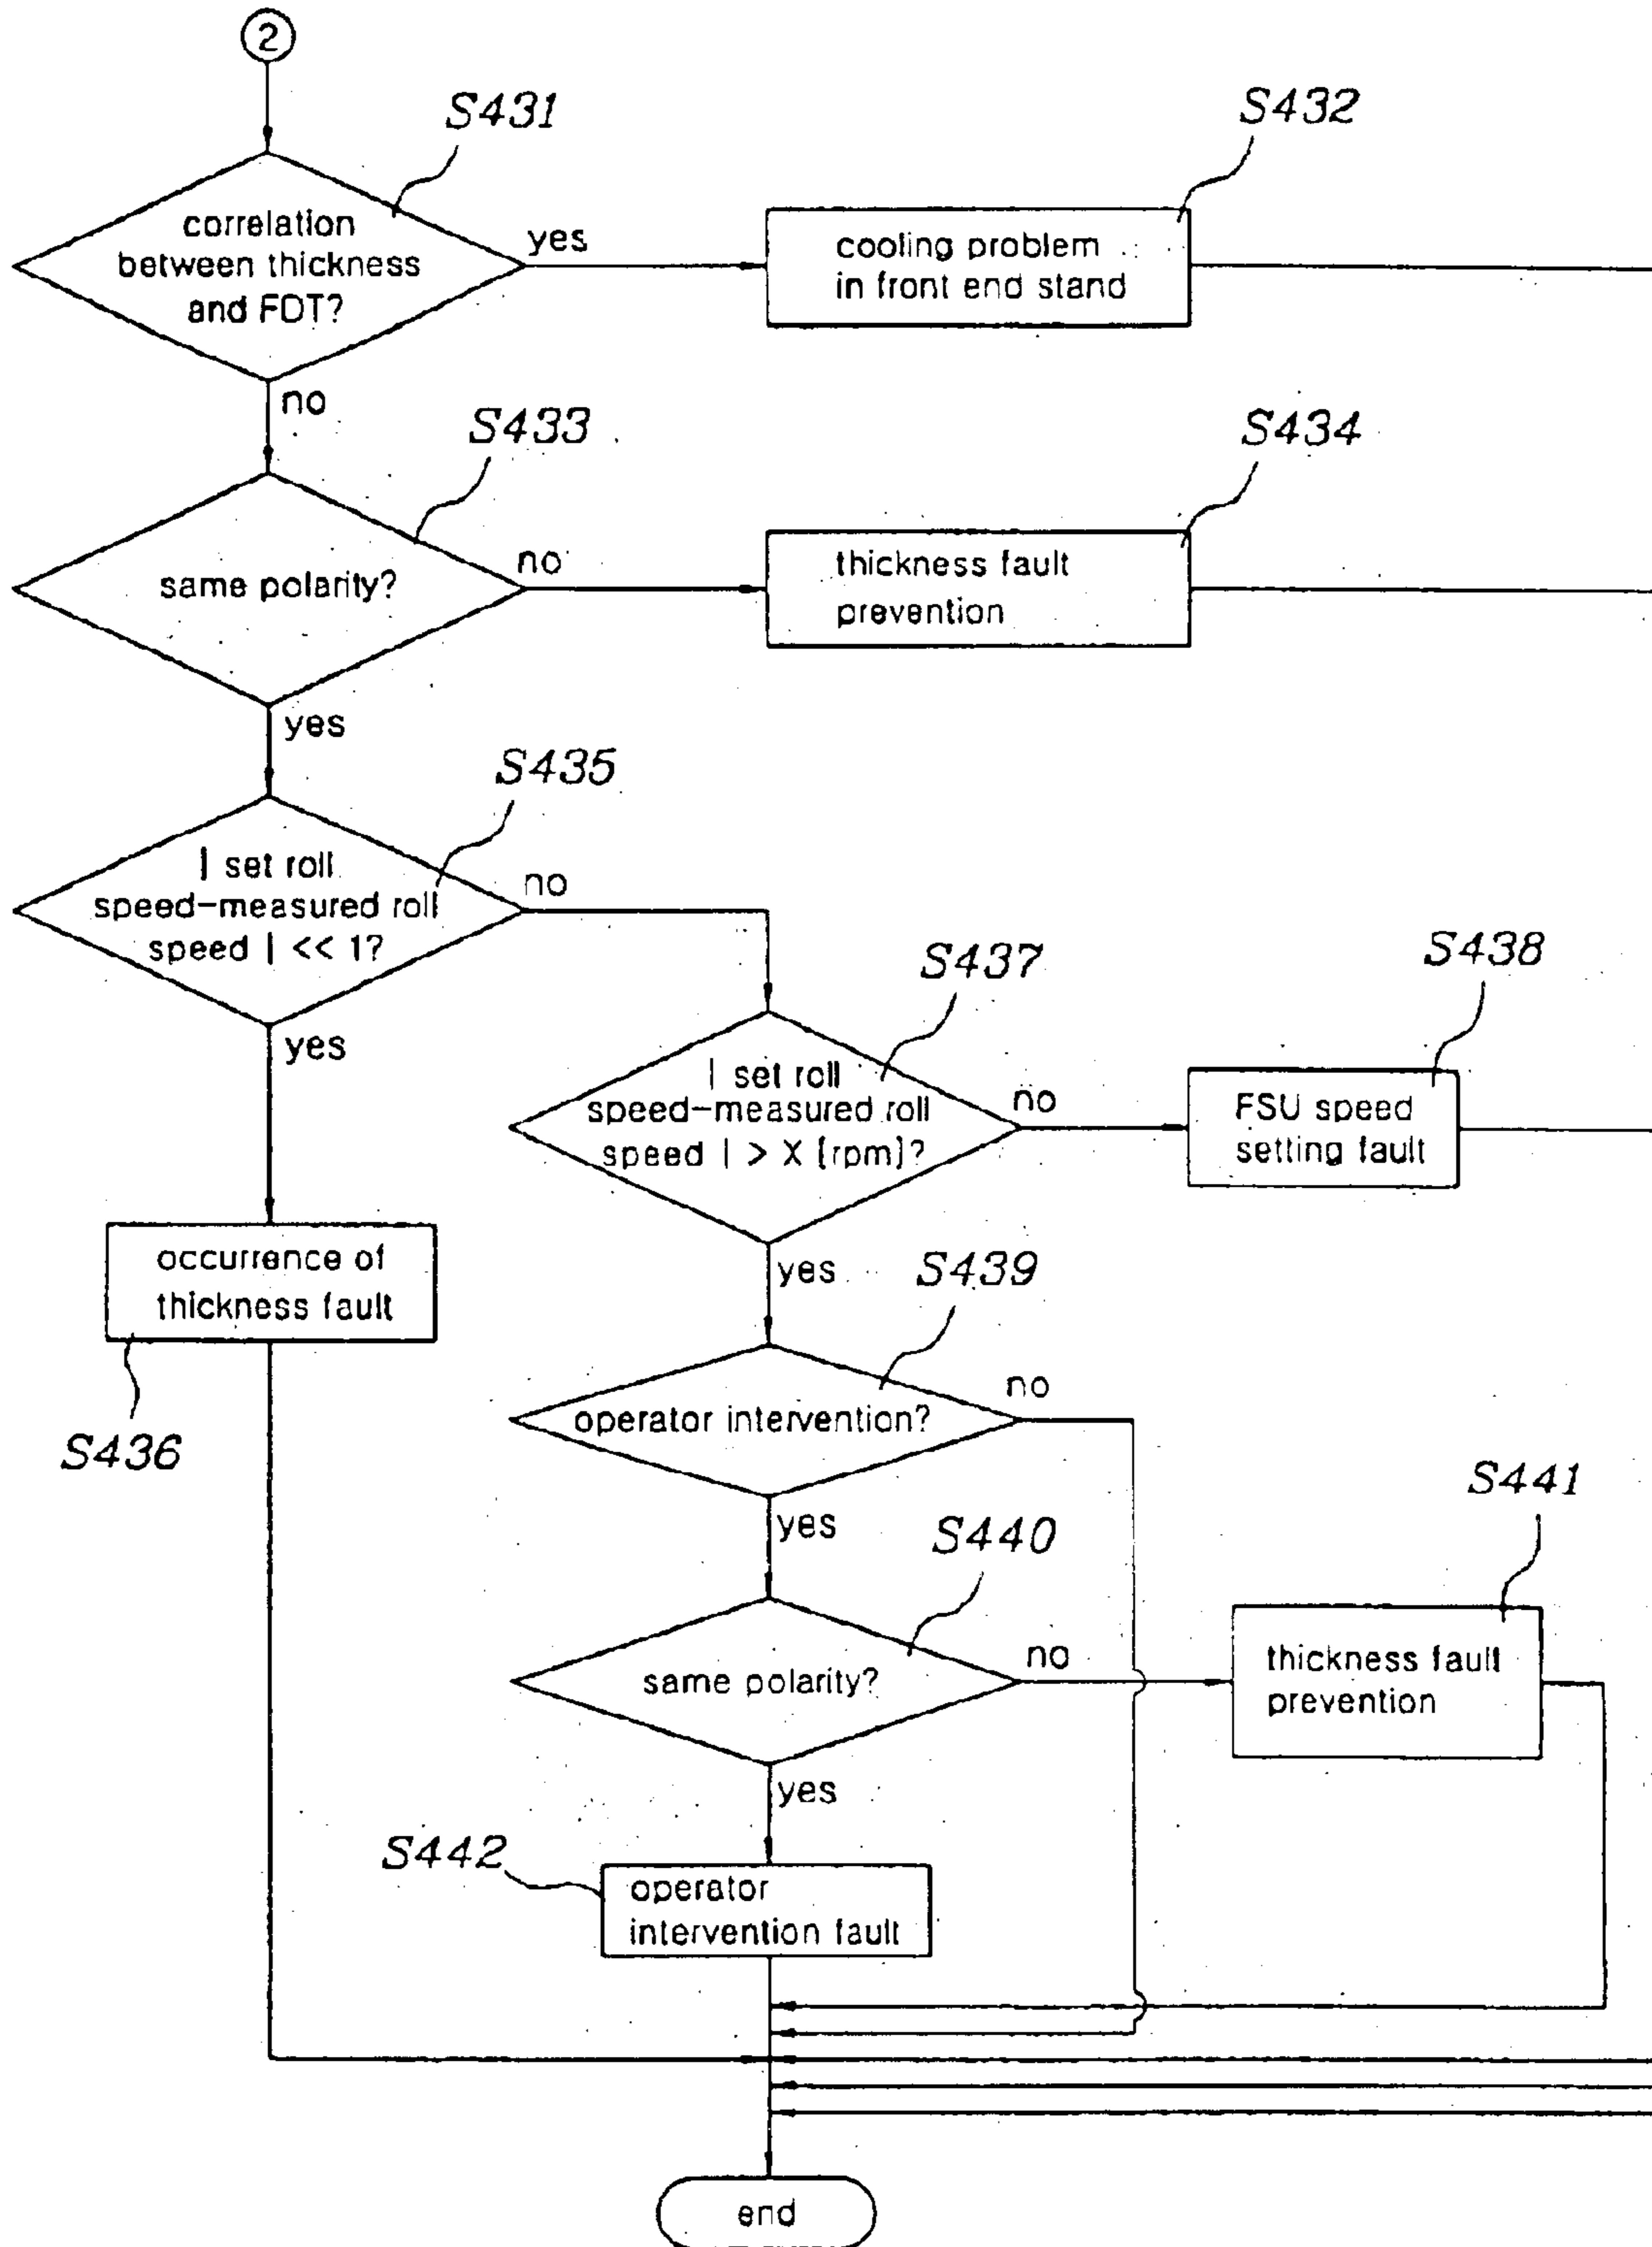 2
S431
correlation
between thickness
and FDT?
yes
S432
cooling problem
in front end stand
no
S433
same polarity?
no
S434
thickness fault
prevention
yes
S435
| set roll
speed-measured roll
speed | << 1?
no
yes
S437
| set roll
speed-measured roll
speed | > X [rpm]?
no
S438
FSU speed
setting fault
occurrence of
thickness fault
S436
yes
S439
operator intervention?
no
yes
S440
same polarity?
no
S441
thickness fault
prevention
yes
S442
operator
intervention fault
end